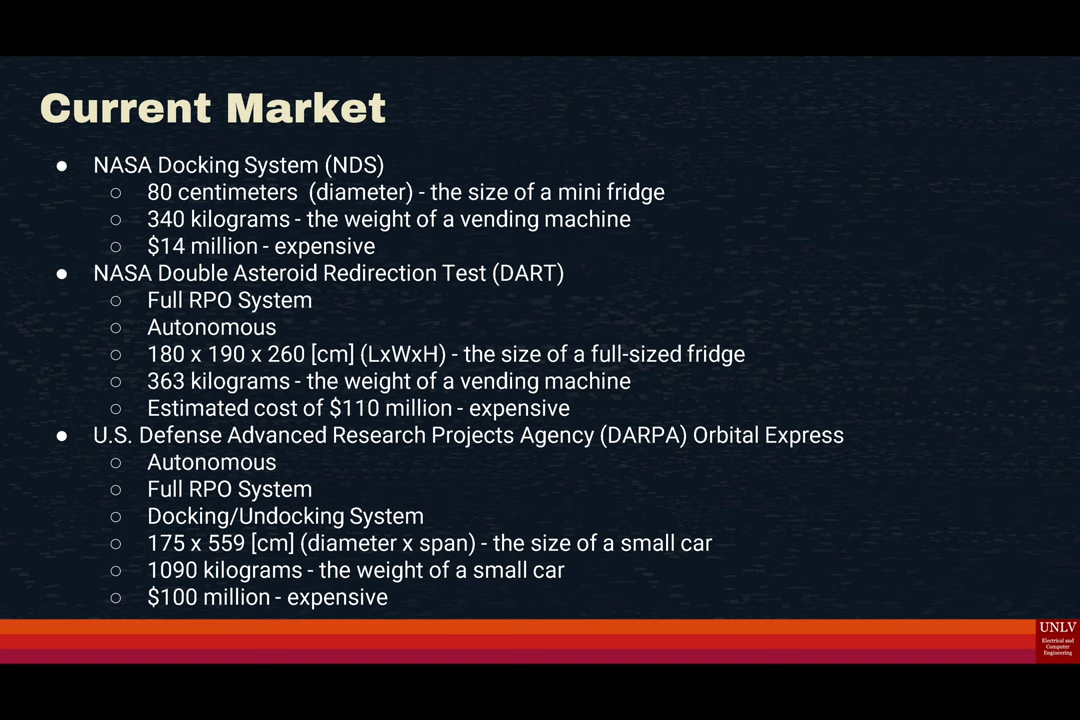 Current Market
● NASA Docking System (NDS)
○ 80 centimeters (diameter) - the size of a mini fridge
○ 340 kilograms - the weight of a vending machine
○ $14 million - expensive
● NASA Double Asteroid Redirection Test (DART)
○ Full RPO System
○ Autonomous
○ 180 x 190 x 260 [cm] (LxWxH) - the size of a full-sized fridge
○ 363 kilograms - the weight of a vending machine
○ Estimated cost of $110 million - expensive
● U.S. Defense Advanced Research Projects Agency (DARPA) Orbital Express
○ Autonomous
○ Full RPO System
○ Docking/Undocking System
○ 175 x 559 [cm] (diameter x span) - the size of a small car
○ 1090 kilograms - the weight of a small car
○ $100 million - expensive
UNLV
Electrical and
Computer
Engineering